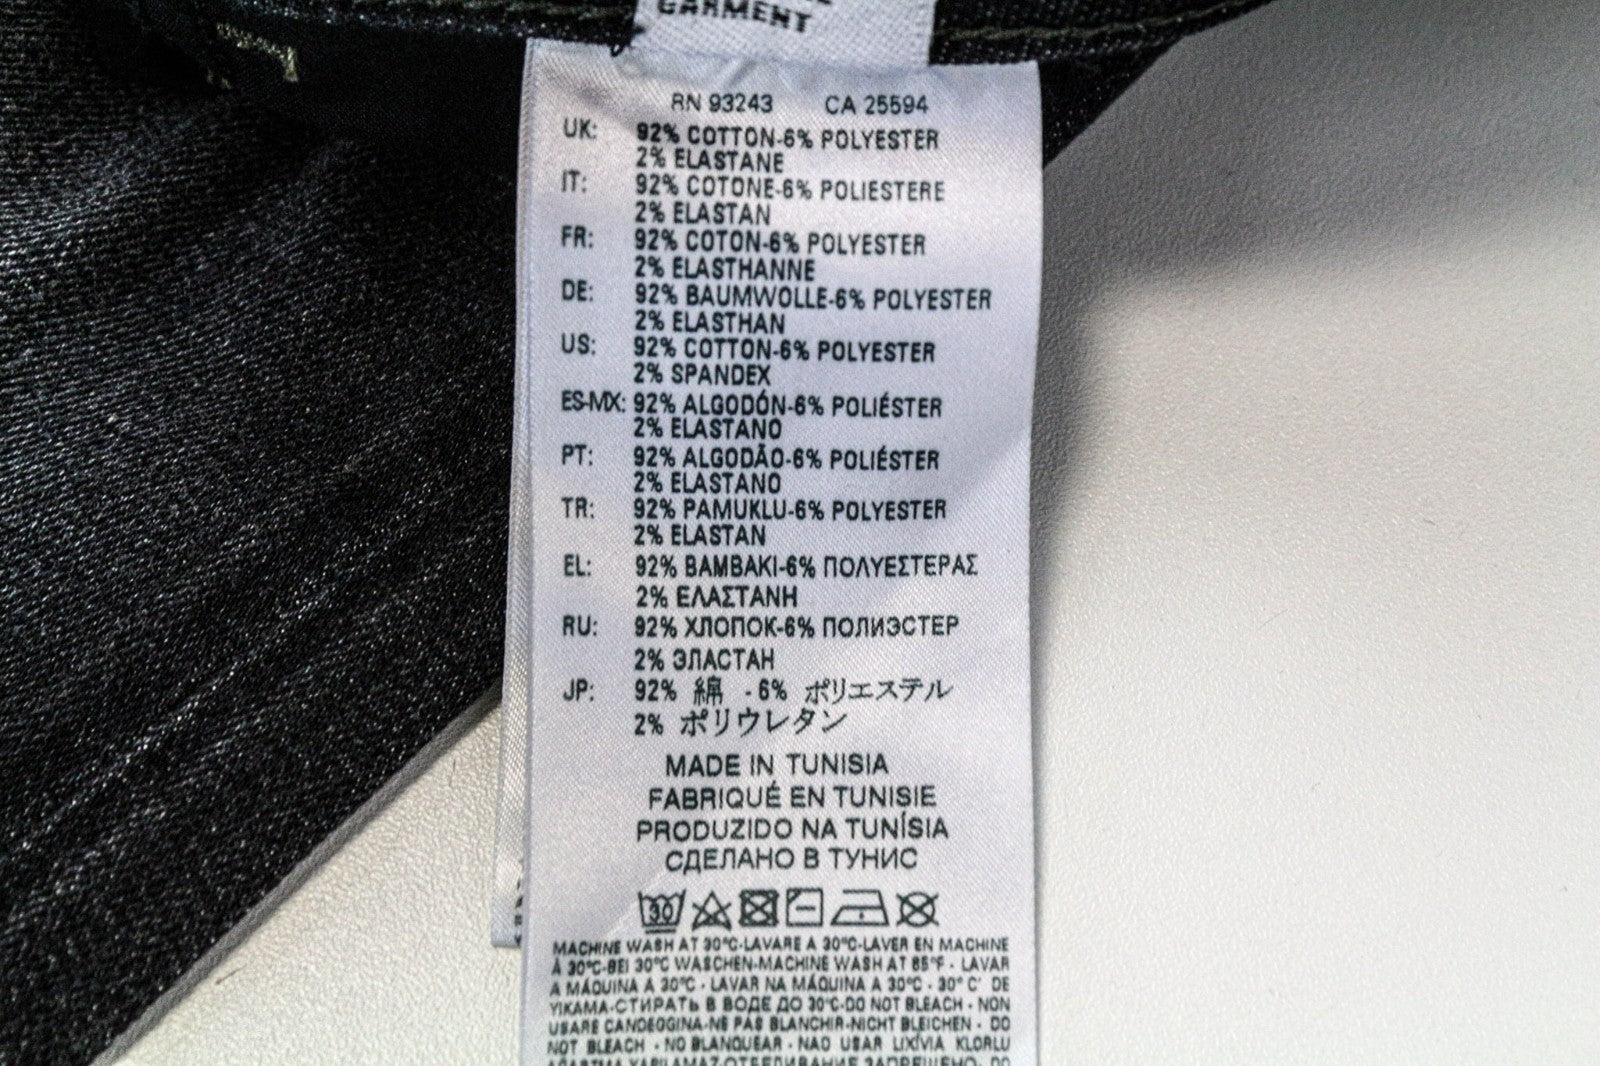 GARMENT
RN 93243 CA 25594
UK: 92% COTTON-6% POLYESTER
2% ELASTANE
IT: 92% COTONE-6% POLIESTERE
2% ELASTAN
FR: 92% COTON-6% POLYESTER
2% ELASTHANNE
DE: 92% BAUMWOLLE-6% POLYESTER
2% ELASTHAN
US: 92% COTTON-6% POLYESTER
2% SPANDEX
ES-MX: 92% ALGODÓN-6% POLIÉSTER
2% ELASTANO
PT: 92% ALGODÃO-6% POLIÉSTER
2% ELASTANO
TR: 92% PAMUKLU-6% POLYESTER
2% ELASTAN
EL: 92% ΒΑΜΒΑΚΙ-6% ΠΟΛΥΕΣΤΕΡΑΣ
2% ΕΛΑΣΤΑΝΗ
RU: 92% ХЛОПОК-6% ПОЛИЭСТЕР
2% ЭЛАСТАН
JP: 92% 綿 - 6% ポリエステル
2% ポリウレタン
MADE IN TUNISIA
FABRIQUÉ EN TUNISIE
PRODUZIDO NA TUNÍSIA
СДЕЛАНО В ТУНИС
30
MACHINE WASH AT 30°C-LAVARE A 30°C-LAVER EN MACHINE
À 30°C-BEI 30°C WASCHEN-MACHINE WASH AT 85°F - LAVAR
A MÁQUINA A 30°C - LAVAR NA MÁQUINA A 30°C - 30° C' DE
YIKAMA-СТИРАТЬ В ВОДЕ ДО 30°C-DO NOT BLEACH - NON
USARE CANDEGGINA-NE PAS BLANCHIR-NICHT BLEICHEN - DO
NOT BLEACH - NO BLANQUEAR - NAO USAR LIXÍVIA KLORLU
AĞARTMA YAPILAMAZ-ОТБЕЛИВАНИЕ ЗАПРЕЩЕНО- DO